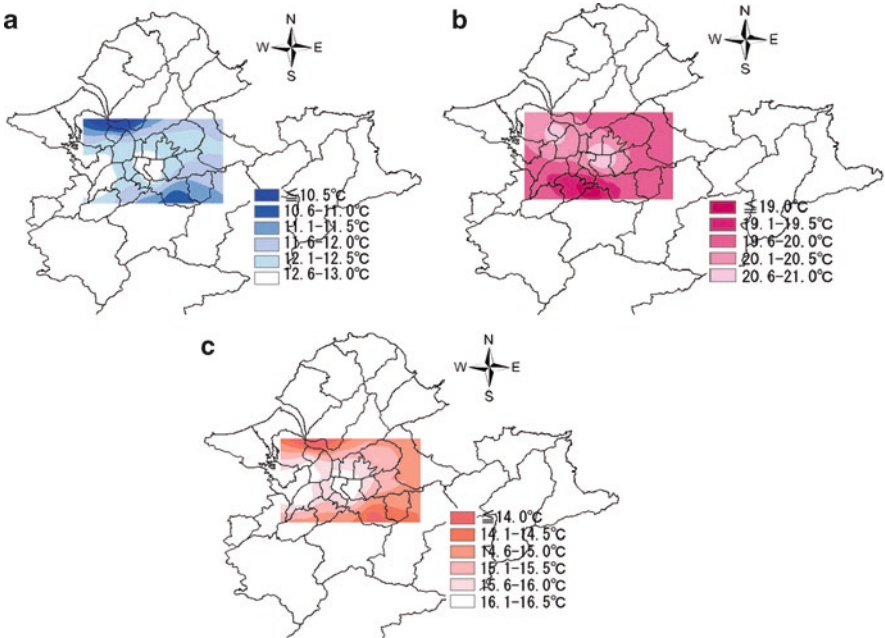 a
N
W E
S
≦10.5℃
10.6-11.0℃
11.1-11.5℃
11.6-12.0℃
12.1-12.5℃
12.6-13.0℃
b
N
W E
S
≦19.0℃
19.1-19.5℃
19.6-20.0℃
20.1-20.5℃
20.6-21.0℃
c
N
W E
S
≦14.0℃
14.1-14.5℃
14.6-15.0℃
15.1-15.5℃
15.6-16.0℃
16.1-16.5℃